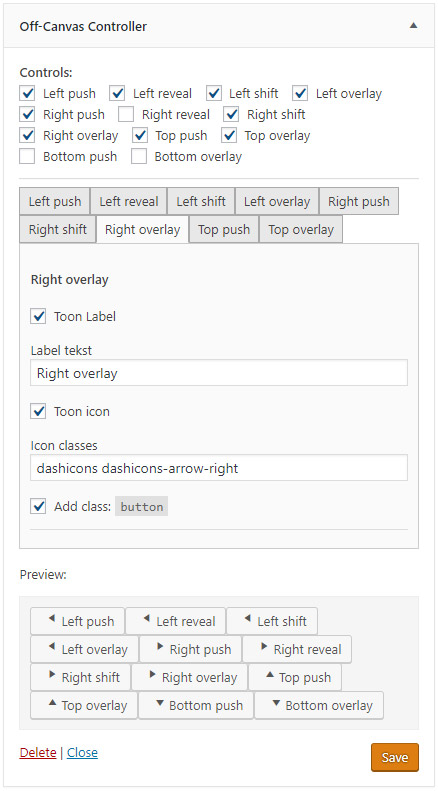 Off-Canvas Controller
Controls:
Left push Left reveal Left shift Left overlay
Right push Right reveal Right shift
Right overlay Top push Top overlay
Bottom push Bottom overlay
Left push Left reveal Left shift Left overlay Right push
Right shift Right overlay Top push Top overlay
Right overlay
Toon Label
Label tekst
Right overlay
Toon icon
Icon classes
dashicons dashicons-arrow-right
Add class: button
Preview:
Left push Left reveal Left shift
Left overlay Right push Right reveal
Right shift Right overlay Top push
Top overlay Bottom push Bottom overlay
Delete | Close Save